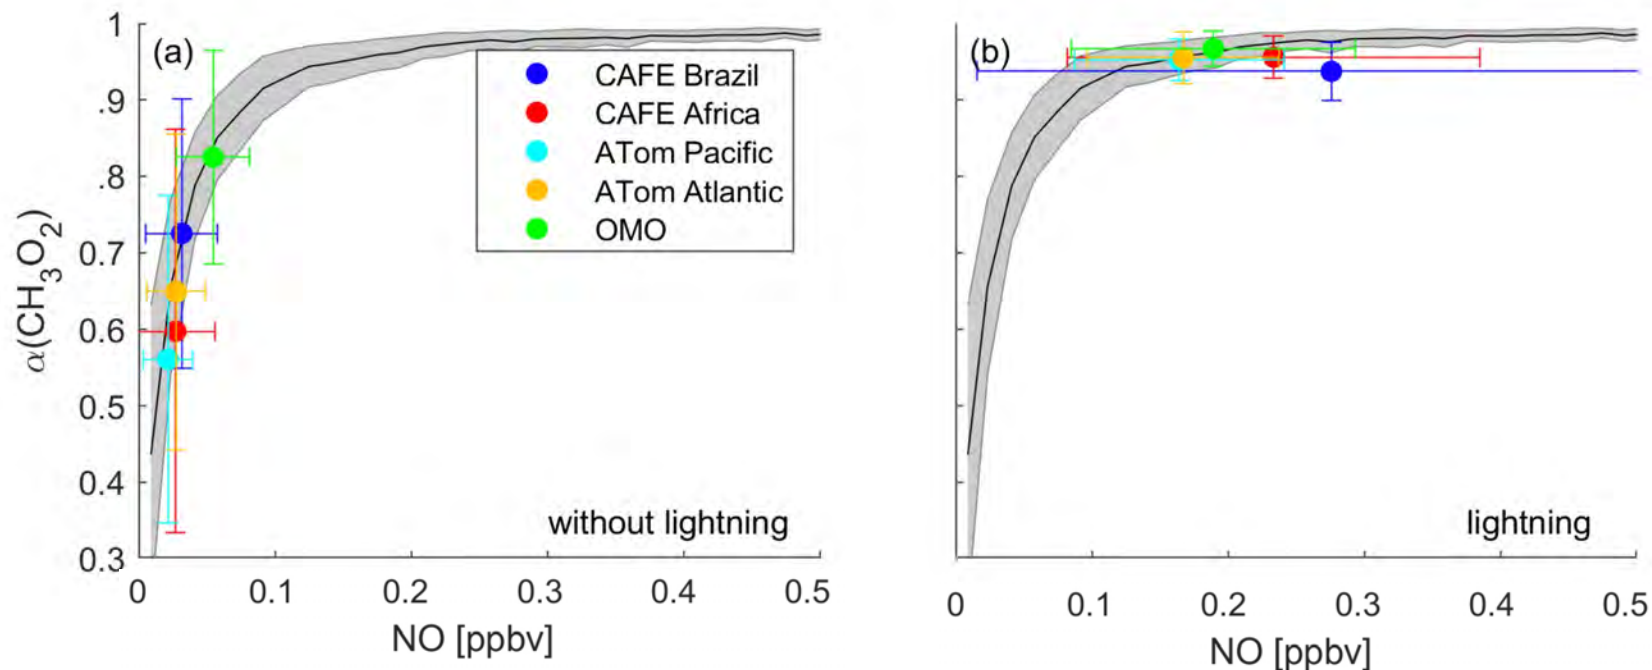 (a)
1
.9
.8
0.7
0.6
0.5
0.4
0.3
α(CH3O2)
CAFE Brazil
CAFE Africa
ATom Pacific
ATom Atlantic
OMO
without lightning
0 0.1 0.2 0.3 0.4 0.5
NO [ppbv]
(b)
lightning
0 0.1 0.2 0.3 0.4 0.5
NO [ppbv]